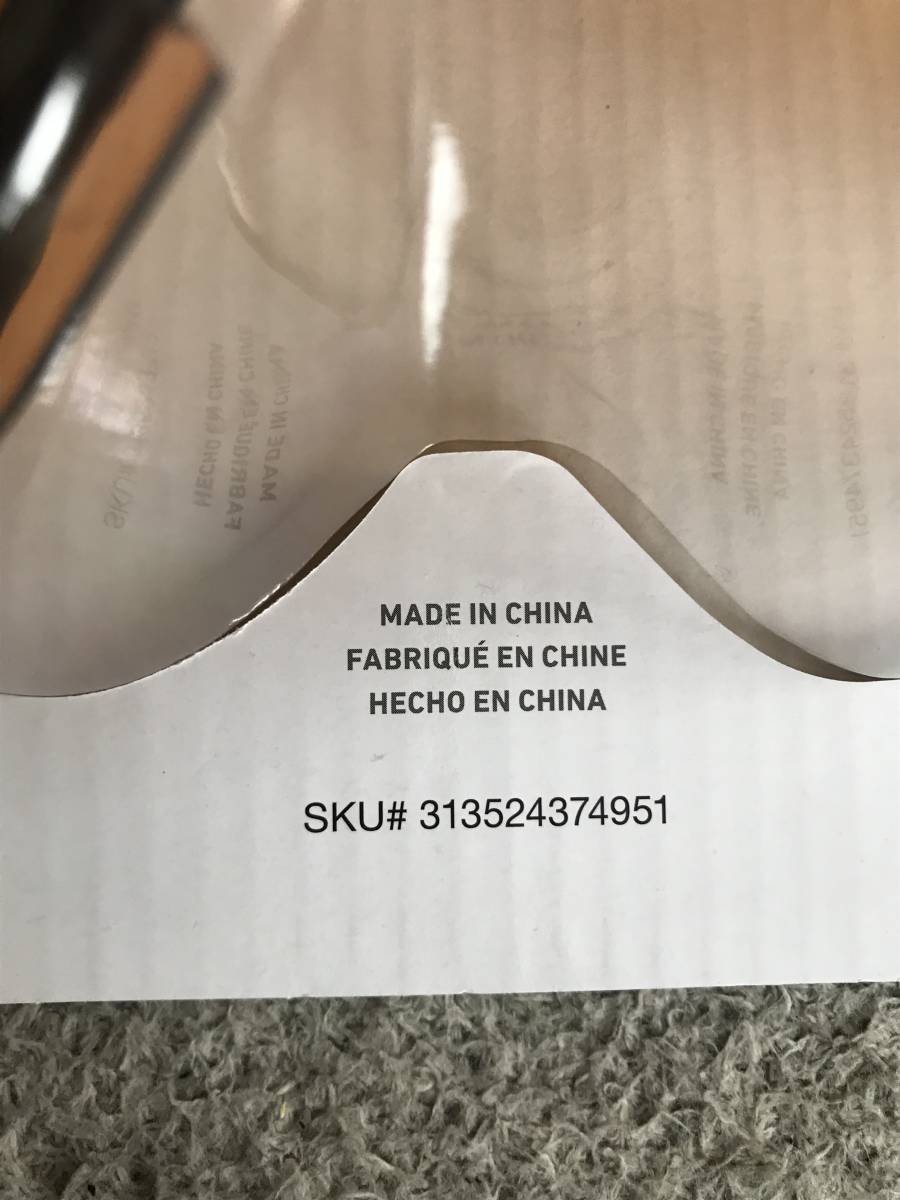 MADE IN CHINA
FABRIQUÉ EN CHINE
HECHO EN CHINA
SKU# 313524374951